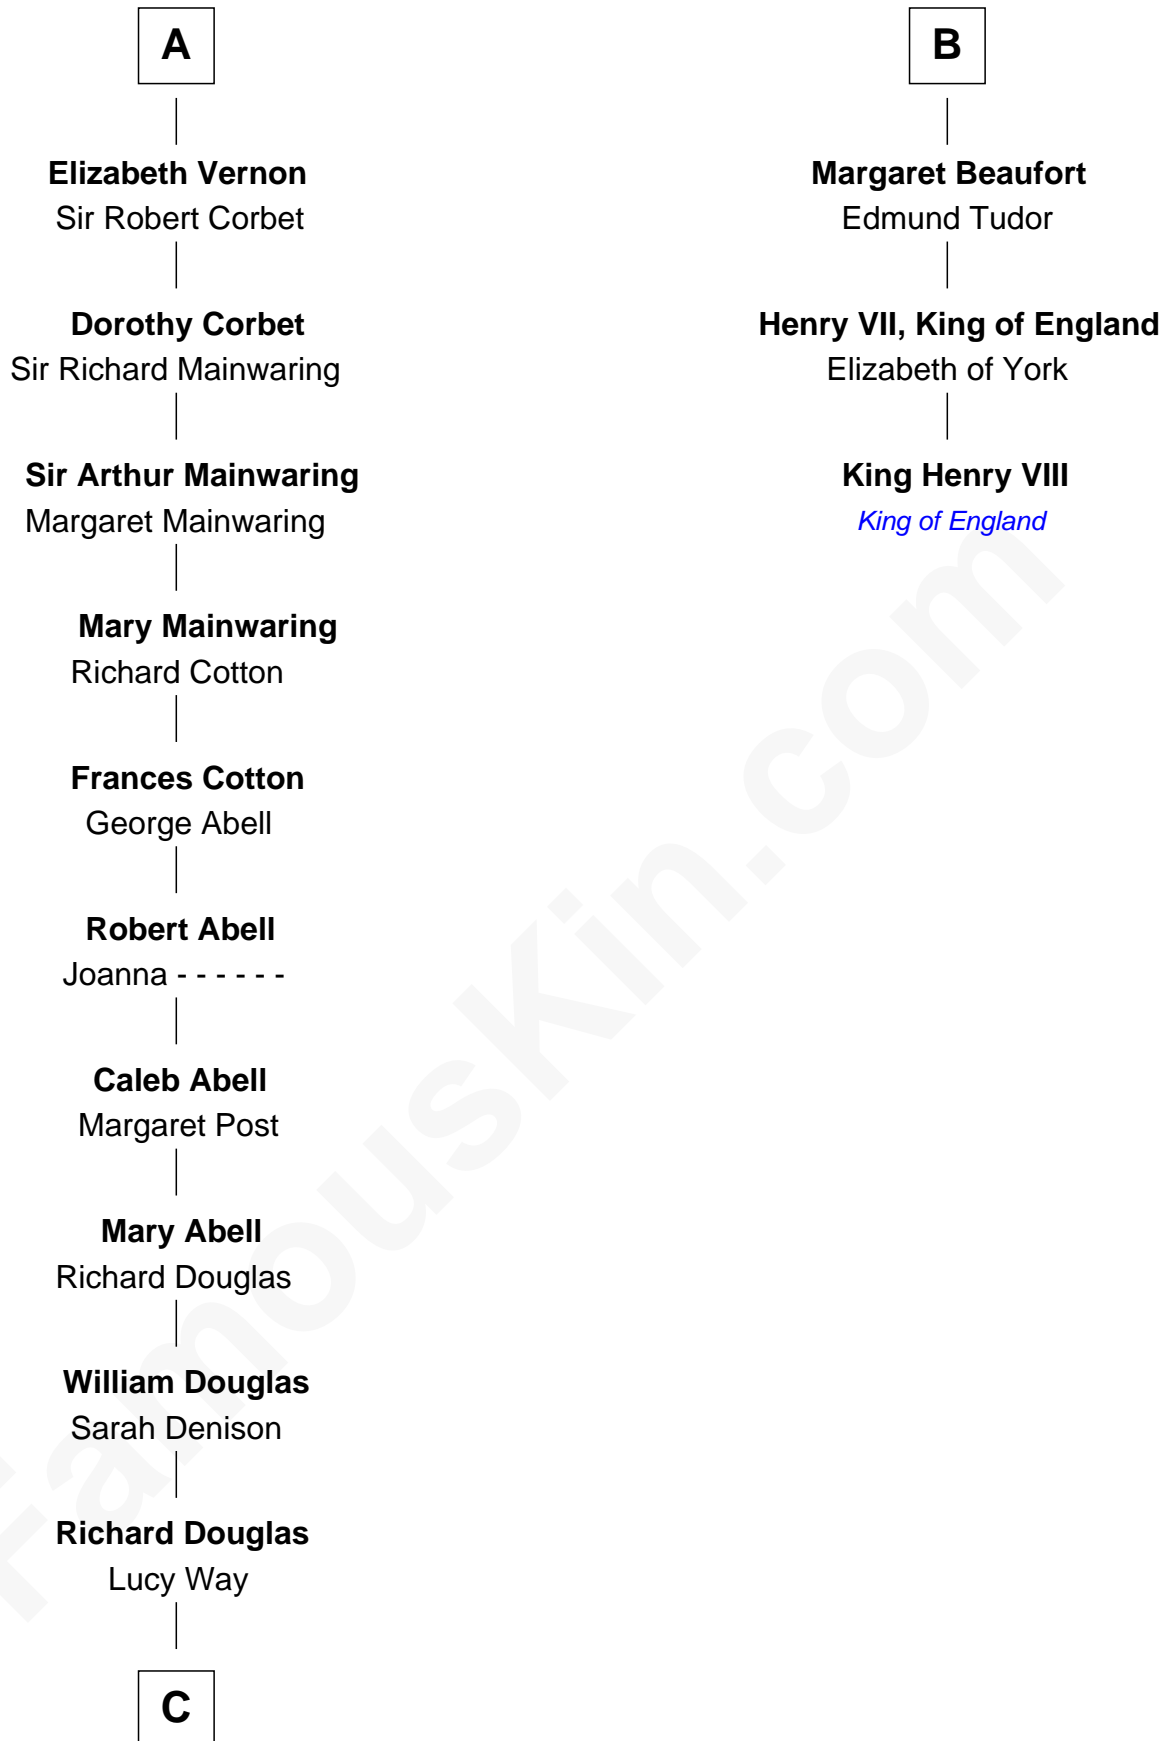 A
Elizabeth Vernon
Sir Robert Corbet
Dorothy Corbet
Sir Richard Mainwaring
Sir Arthur Mainwaring
Margaret Mainwaring
Mary Mainwaring
Richard Cotton
Frances Cotton
George Abell
Robert Abell
Joanna - - - - - -
Caleb Abell
Margaret Post
Mary Abell
Richard Douglas
William Douglas
Sarah Denison
Richard Douglas
Lucy Way
C
B
Margaret Beaufort
Edmund Tudor
Henry VII, King of England
Elizabeth of York
King Henry VIII
King of England
FamousKin.com